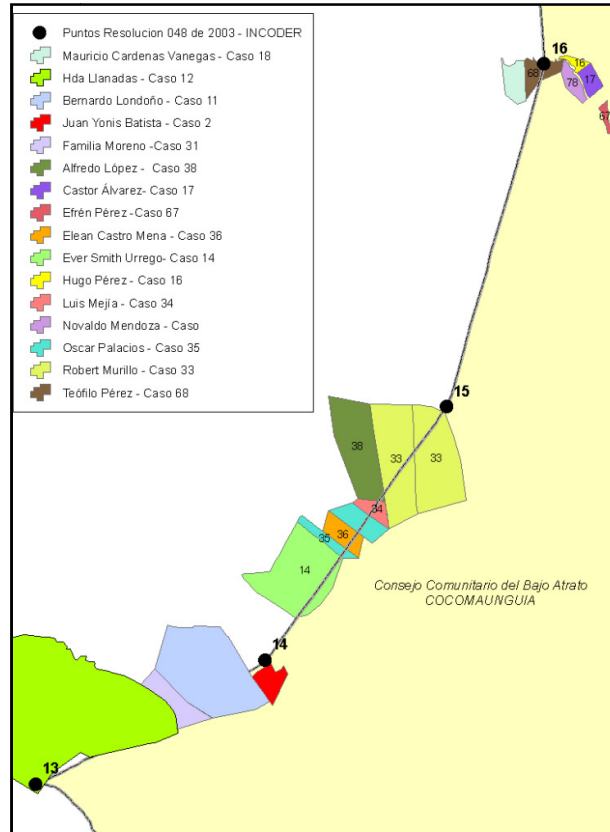 Puntos Resolucion 048 de 2003 - INCODER
Mauricio Cardenas Vanegas - Caso 18
Hda Llanadas - Caso 12
Bernardo Londoño - Caso 11
Juan Yonis Batista - Caso 2
Familia Moreno -Caso 31
Alfredo López -  Caso 38
Castor Álvarez- Caso 17
Efrén Pérez -Caso 67
Elean Castro Mena - Caso 36
Ever Smith Urrego- Caso 14
Hugo Pérez - Caso 16
Luis Mejía - Caso 34
Novaldo Mendoza - Caso
Oscar Palacios - Caso 35
Robert Murillo - Caso 33
Teófilo Pérez - Caso 68
16
68
16
78
17
67
15
38
33
33
34
35
36
14
Consejo Comunitario del Bajo Atrato
COCOMAUNGUIA
14
13